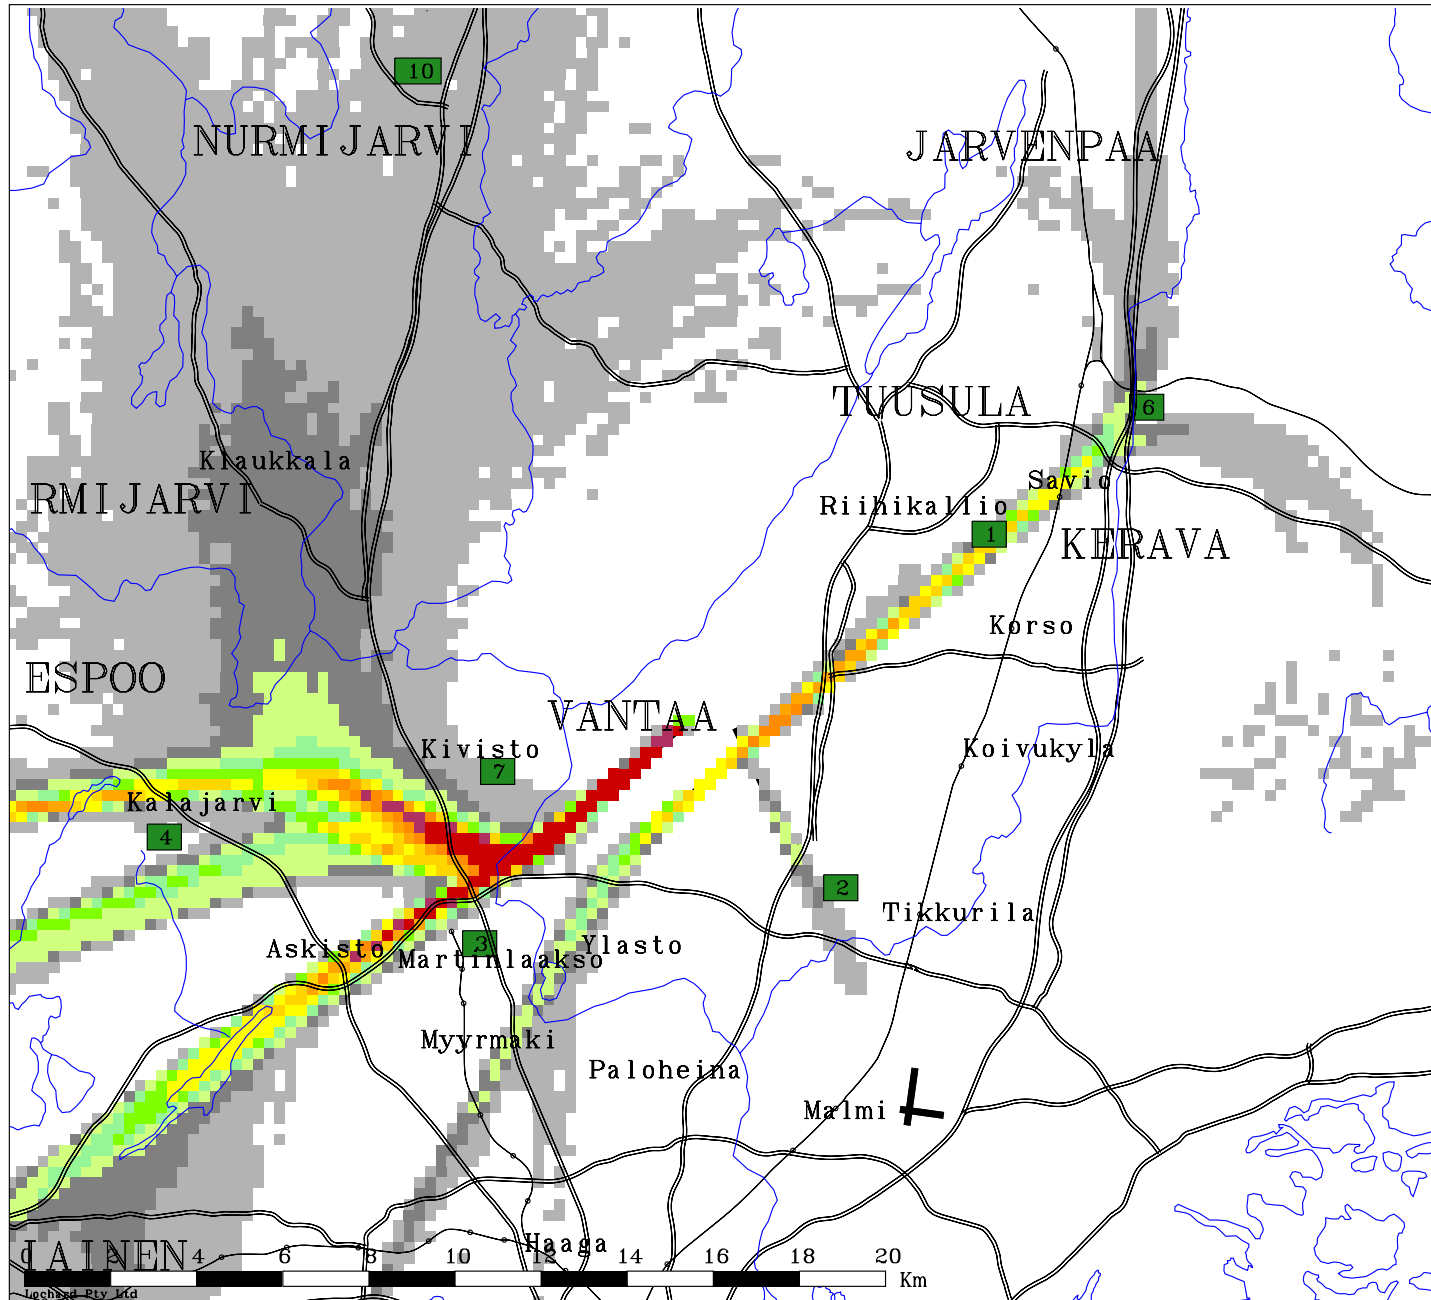 10
NURMIJARVI
JARVENPAA
TUUSULA
6
Klaukkala
Savio
RMIJARVI
Riihikallio
1
KERAVA
Korso
ESPOO
VANTAA
Kivisto
Koivukyla
7
Kalajarvi
4
2
Tikkurila
Askisto
3
Ylasto
Martinlaakso
Myyrmaki
Paloheina
Malmi
Haaga
IAINEN
0 2 4 6 8 10 12 14 16 18 20
Km
Lochard Pty Ltd